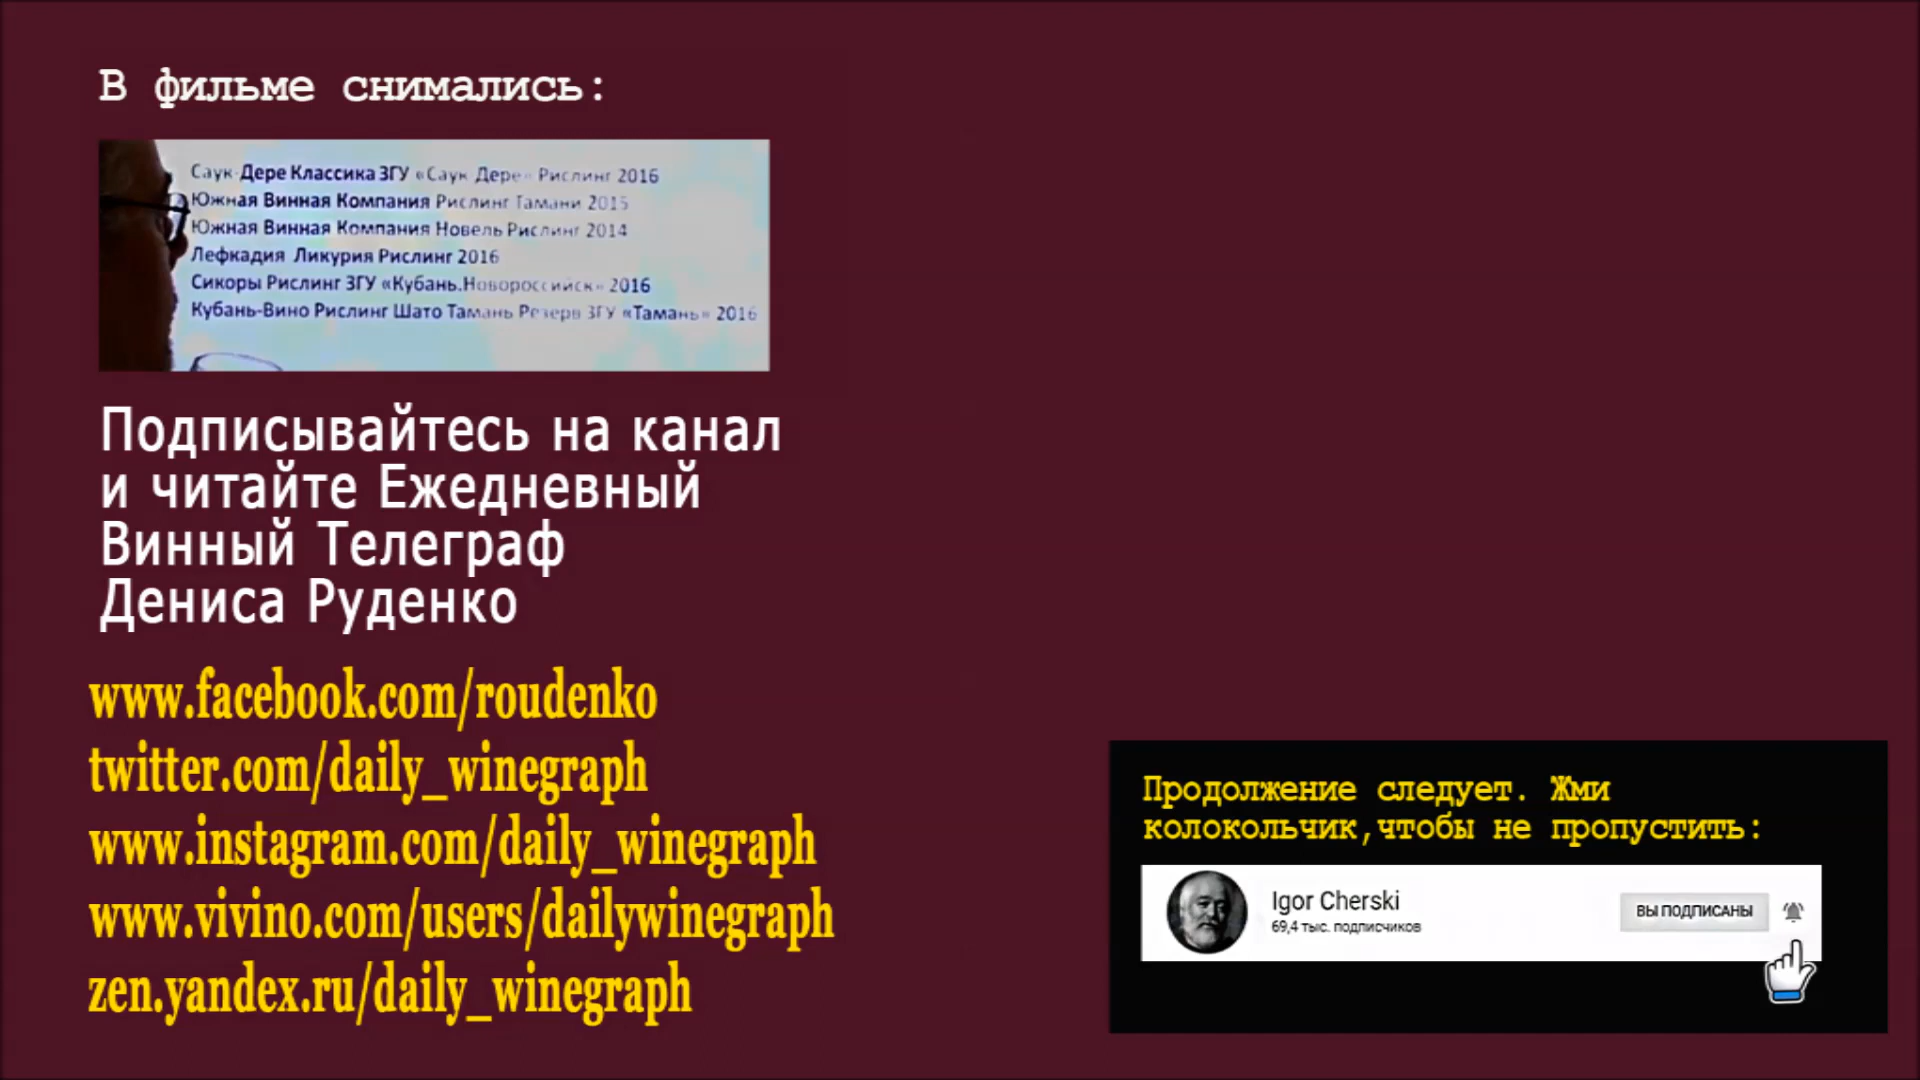 В фильме снимались:
Саук-Дере Классика ЗГУ «Саук Дере» Рислинг 2016
Южная Винная Компания Рислинг Тамани 2015
Южная Винная Компания Новель Рислинг 2014
Лефкадия Ликурия Рислинг 2016
Сикоры Рислинг ЗГУ «Кубань.Новороссийск» 2016
Кубань-Вино Рислинг Шато Тамань Резерв ЗГУ «Тамань» 2016
Подписывайтесь на канал
и читайте Ежедневный
Винный Телеграф
Дениса Руденко
www.facebook.com/roudenko
twitter.com/daily_winegraph
www.instagram.com/daily_winegraph
www.vivino.com/users/dailywinegraph
zen.yandex.ru/daily_winegraph
Продолжение следует. Жми
колокольчик,чтобы не пропустить:
Igor Cherski
69,4 тыс. подписчиков
ВЫ ПОДПИСАНЫ